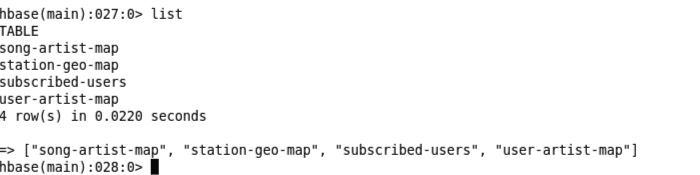 hbase(main):027:0> list
TABLE
song-artist-map
station-geo-map
subscribed-users
user-artist-map
4 row(s) in 0.0220 seconds
=> ["song-artist-map", "station-geo-map", "subscribed-users", "user-artist-map"]
hbase(main):028:0>